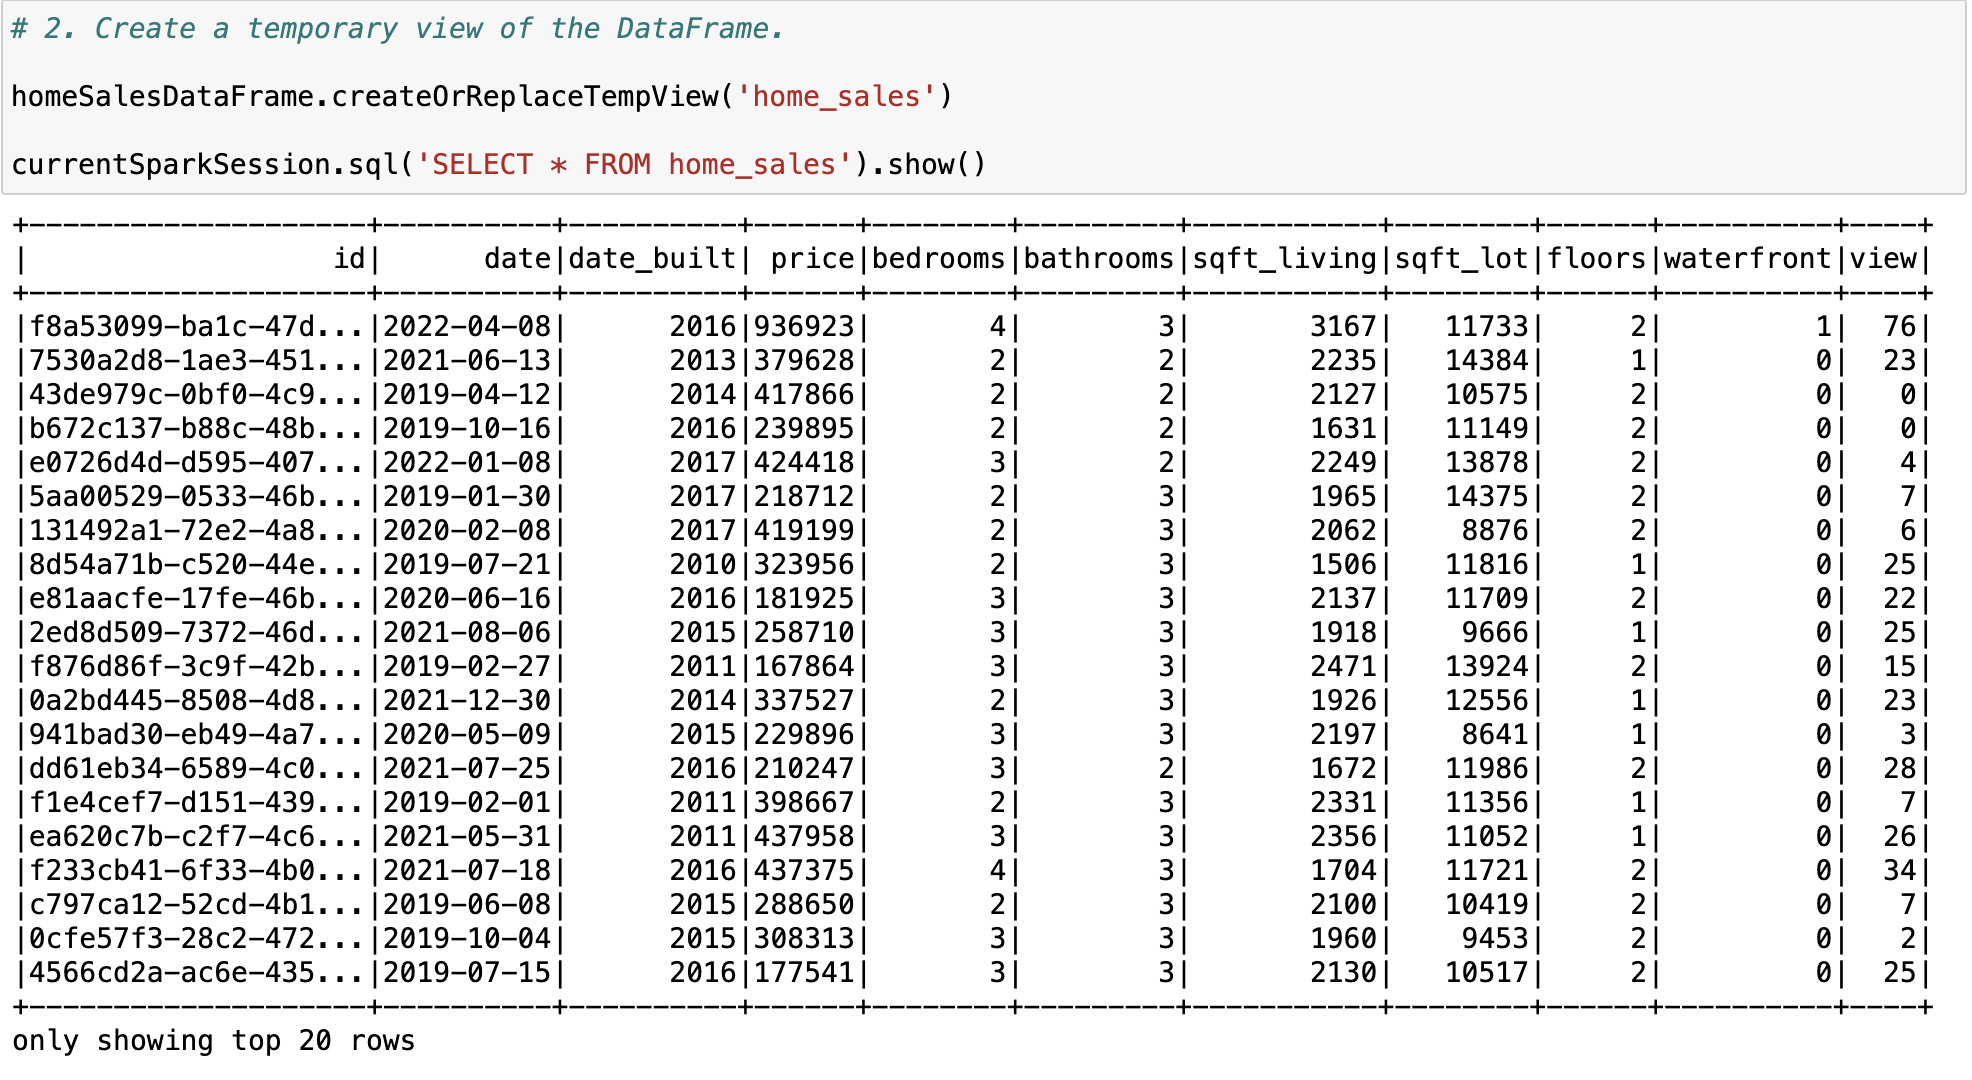 # 2. Create a temporary view of the DataFrame.
homeSalesDataFrame.createOrReplaceTempView('home_sales')
currentSparkSession.sql('SELECT * FROM home_sales').show()
+--------------------+----------+----------+------+--------+---------+-----------+--------+------+----------+----+
|                  id|      date|date_built| price|bedrooms|bathrooms|sqft_living|sqft_lot|floors|waterfront|view|
+--------------------+----------+----------+------+--------+---------+-----------+--------+------+----------+----+
|f8a53099-ba1c-47d...|2022-04-08|      2016|936923|       4|        3|       3167|   11733|     2|         1|  76|
|7530a2d8-1ae3-451...|2021-06-13|      2013|379628|       2|        2|       2235|   14384|     1|         0|  23|
|43de979c-0bf0-4c9...|2019-04-12|      2014|417866|       2|        2|       2127|   10575|     2|         0|   0|
|b672c137-b88c-48b...|2019-10-16|      2016|239895|       2|        2|       1631|   11149|     2|         0|   0|
|e0726d4d-d595-407...|2022-01-08|      2017|424418|       3|        2|       2249|   13878|     2|         0|   4|
|5aa00529-0533-46b...|2019-01-30|      2017|218712|       2|        3|       1965|   14375|     2|         0|   7|
|131492a1-72e2-4a8...|2020-02-08|      2017|419199|       2|        3|       2062|    8876|     2|         0|   6|
|8d54a71b-c520-44e...|2019-07-21|      2010|323956|       2|        3|       1506|   11816|     1|         0|  25|
|e81aacfe-17fe-46b...|2020-06-16|      2016|181925|       3|        3|       2137|   11709|     2|         0|  22|
|2ed8d509-7372-46d...|2021-08-06|      2015|258710|       3|        3|       1918|    9666|     1|         0|  25|
|f876d86f-3c9f-42b...|2019-02-27|      2011|167864|       3|        3|       2471|   13924|     2|         0|  15|
|0a2bd445-8508-4d8...|2021-12-30|      2014|337527|       2|        3|       1926|   12556|     1|         0|  23|
|941bad30-eb49-4a7...|2020-05-09|      2015|229896|       3|        3|       2197|    8641|     1|         0|   3|
|dd61eb34-6589-4c0...|2021-07-25|      2016|210247|       3|        2|       1672|   11986|     2|         0|  28|
|f1e4cef7-d151-439...|2019-02-01|      2011|398667|       2|        3|       2331|   11356|     1|         0|   7|
|ea620c7b-c2f7-4c6...|2021-05-31|      2011|437958|       3|        3|       2356|   11052|     1|         0|  26|
|f233cb41-6f33-4b0...|2021-07-18|      2016|437375|       4|        3|       1704|   11721|     2|         0|  34|
|c797ca12-52cd-4b1...|2019-06-08|      2015|288650|       2|        3|       2100|   10419|     2|         0|   7|
|0cfe57f3-28c2-472...|2019-10-04|      2015|308313|       3|        3|       1960|    9453|     2|         0|   2|
|4566cd2a-ac6e-435...|2019-07-15|      2016|177541|       3|        3|       2130|   10517|     2|         0|  25|
+--------------------+----------+----------+------+--------+---------+-----------+--------+------+----------+----+
only showing top 20 rows